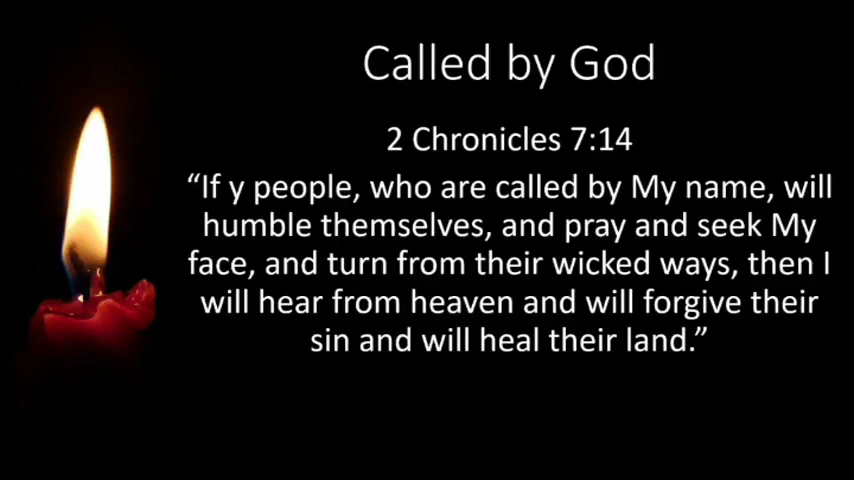 Called by God
2 Chronicles 7:14
“If y people, who are called by My name, will
humble themselves, and pray and seek My
face, and turn from their wicked ways, then I
will hear from heaven and will forgive their
sin and will heal their land.”